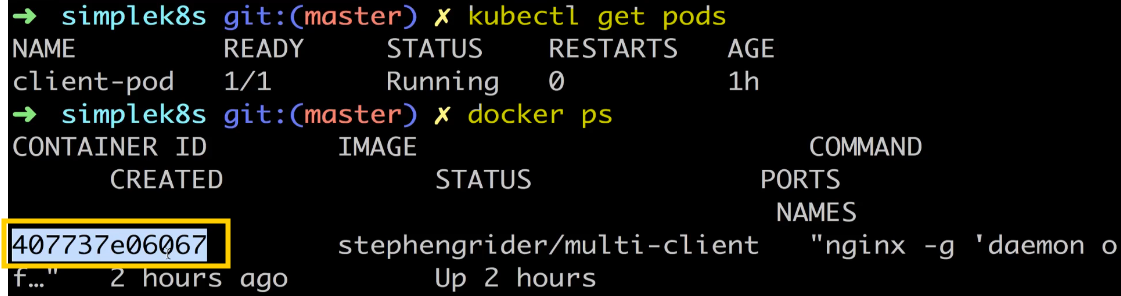 ➜ simplek8s git:(master) ✗ kubectl get pods
NAME READY STATUS RESTARTS AGE
client-pod 1/1 Running 0 1h
➜ simplek8s git:(master) ✗ docker ps
CONTAINER ID IMAGE COMMAND
CREATED STATUS PORTS
NAMES
407737e06067 stephengrider/multi-client "nginx -g 'daemon o
f…" 2 hours ago Up 2 hours